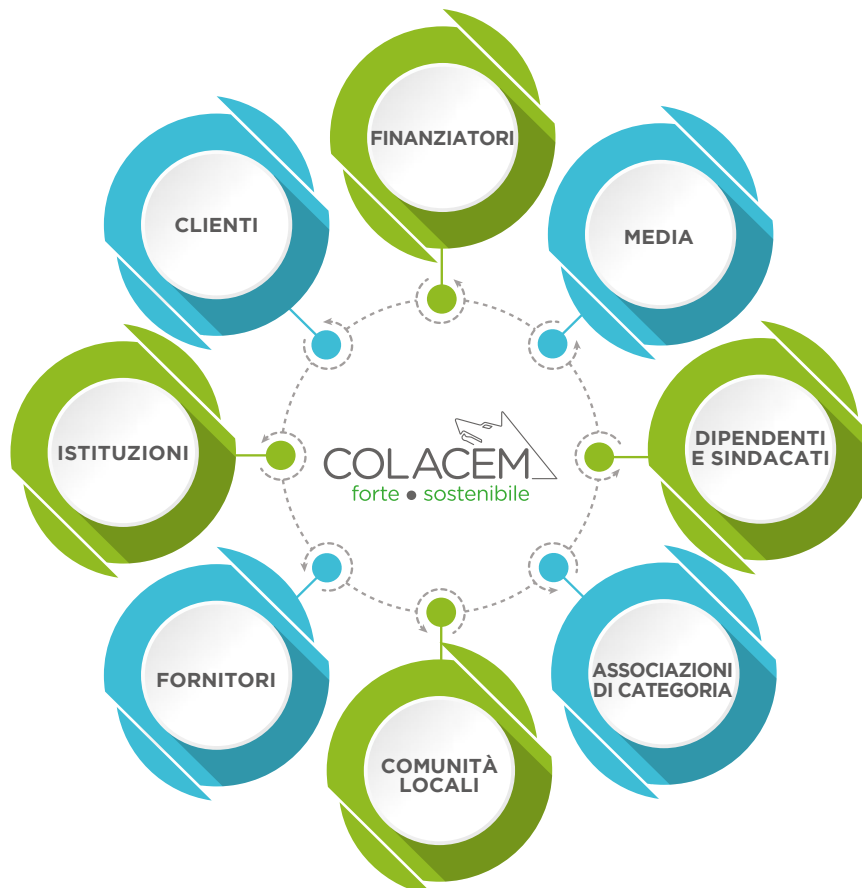 FINANZIATORI
CLIENTI
MEDIA
ISTITUZIONI
COLACEM
forte • sostenibile
DIPENDENTI
E SINDACATI
FORNITORI
ASSOCIAZIONI
DI CATEGORIA
COMUNITÀ
LOCALI